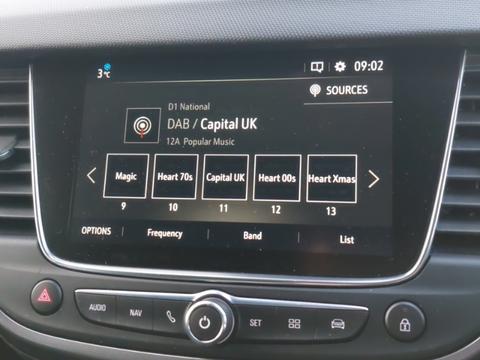 3°C 09:02
SOURCES
D1 National
DAB / Capital UK
12A Popular Music
Magic Heart 70s Capital UK Heart 00s Heart Xmas
9 10 11 12 13
OPTIONS Frequency Band List
AUDIO NAV SET